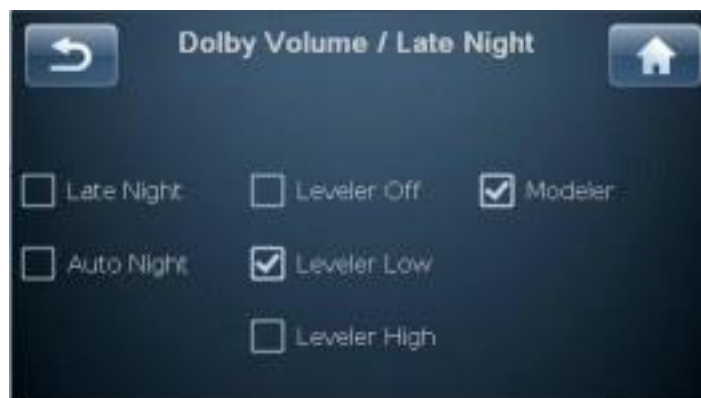 Dolby Volume / Late Night
Late Night Leveler Off Modeler
Auto Night Leveler Low
Leveler High